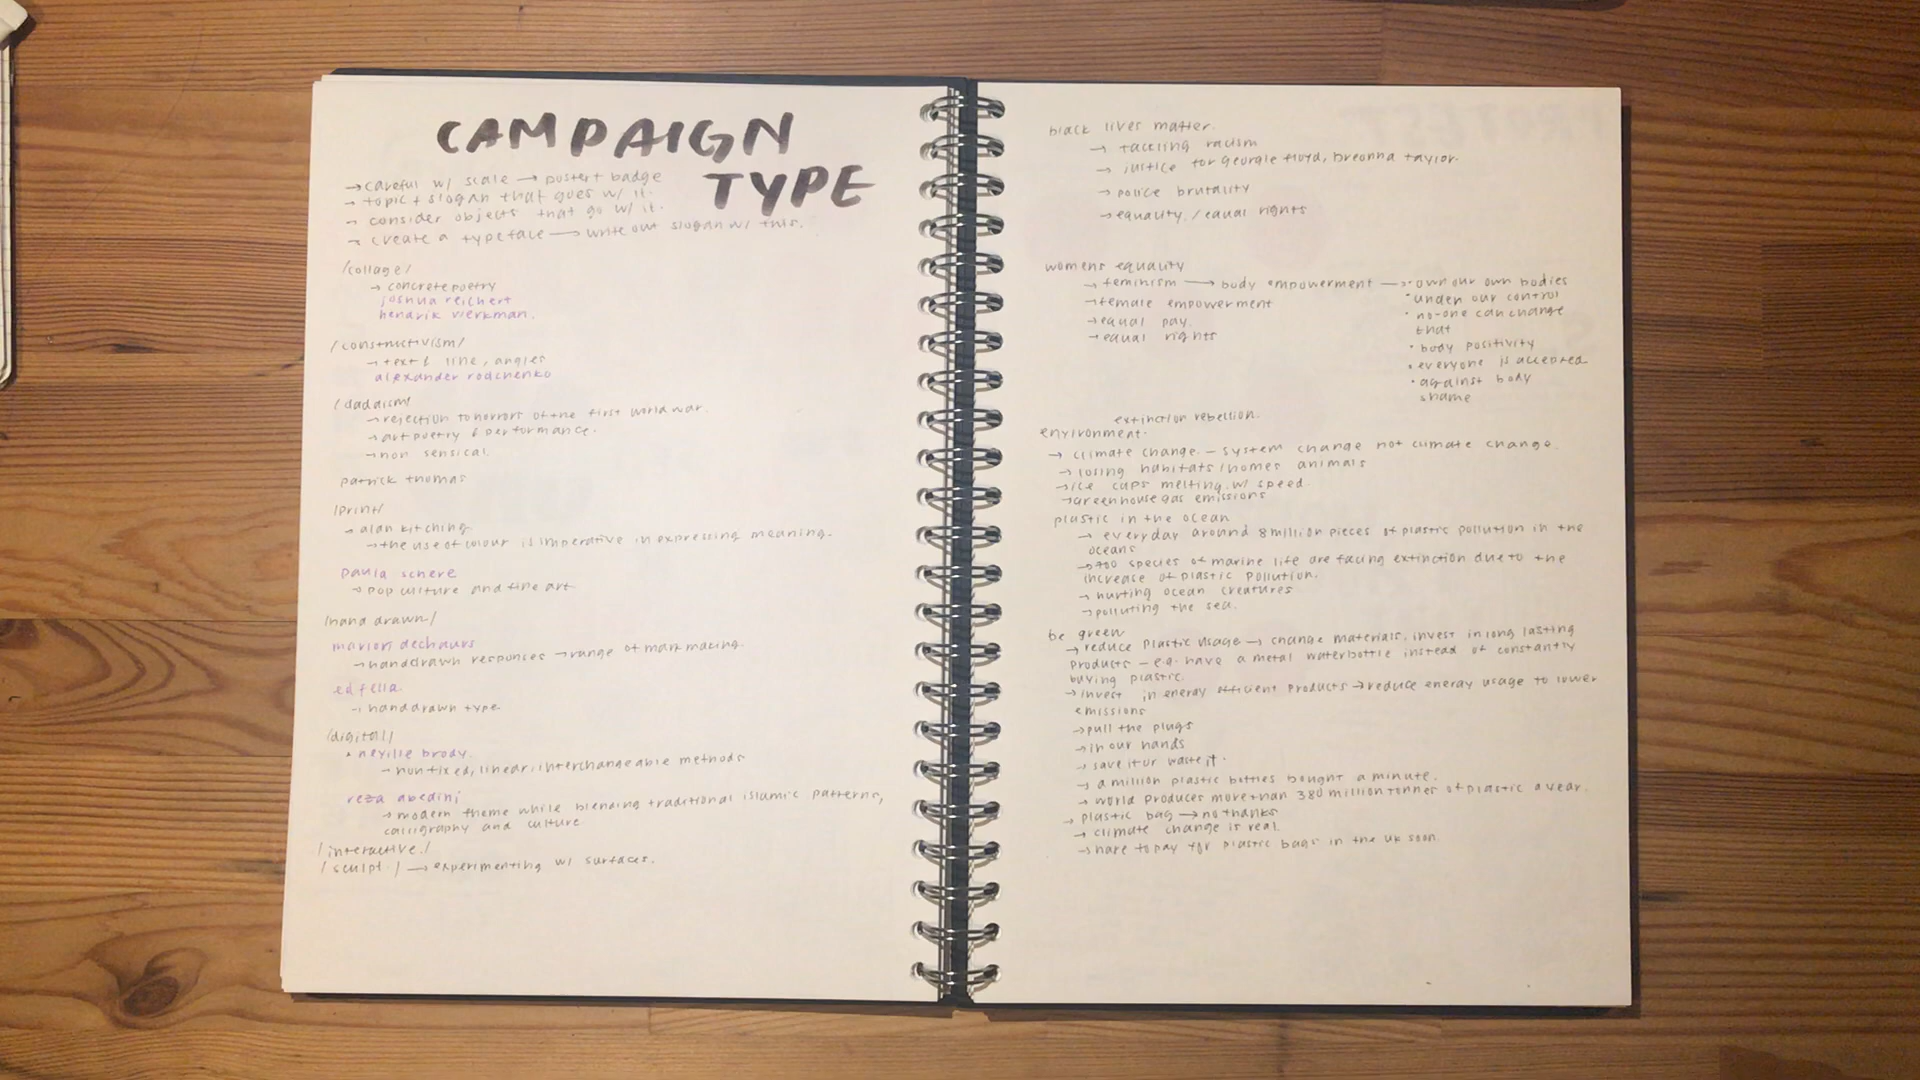 CAMPAIGN
TYPE
→ careful w/ scale → postert badge
→ topic + slogan that goes w/ it.
→ consider objects that go w/ it.
→ create a typeface → write out slogan w/ this.
/collage/
→ concrete poetry
joshua reichert
hendrik vierkman.
/constructivism/
→ text & line, angles
alexander rodchenko
/dadaism/
→ rejection to horrors of the first world war.
→ art poetry & performance.
→ non sensical
patrick thomas
/print/
→ alan kitching
→ the use of colour is imperative in expressing meaning.
paula schere
→ pop culture and fine art
/hand drawn/
marion dechaurs
→ handdrawn responses → range of markmaking.
ed fella.
→ handdrawn type
/digital/
• neville brody.
→ non fixed, linear, interchangeable methods
reza abedini
→ modern theme while blending traditional islamic patterns,
calligraphy and culture
/interactive./
/sculpt./ → experimenting w/ surfaces.
black lives matter.
→ tackling racism
→ justice for georgie floyd, breonna taylor.
→ police brutality
→ equality. / equal rights
womens equality
→ feminism → body empowerment → • own our own bodies
→ female empowerment • under our control
→ equal pay. • no-one can change
that
→ equal rights
• body positivity
• everyone is accepted
• against body
shame
extinction rebellion.
environment.
→ climate change. – system change not climate change.
→ losing habitats/homes animals
→ ice caps melting w/ speed.
→ greenhouse gas emissions
plastic in the ocean
→ everyday around 8 million pieces of plastic pollution in the
oceans
→ 700 species of marine life are facing extinction due to the
increase of plastic pollution.
→ hurting ocean creatures
→ polluting the sea.
be green
→ reduce plastic usage → change materials, invest in long lasting
products – e.g. have a metal waterbottle instead of constantly
buying plastic.
→ invest in energy efficient products → reduce energy usage to lower
emissions
→ pull the plugs
→ in our hands
→ save it or waste it.
→ a million plastic bottles bought a minute.
→ world produces more than 380 million tonnes of plastic a year.
→ plastic bag → no thanks
→ climate change is real.
→ have to pay for plastic bags in the uk soon.